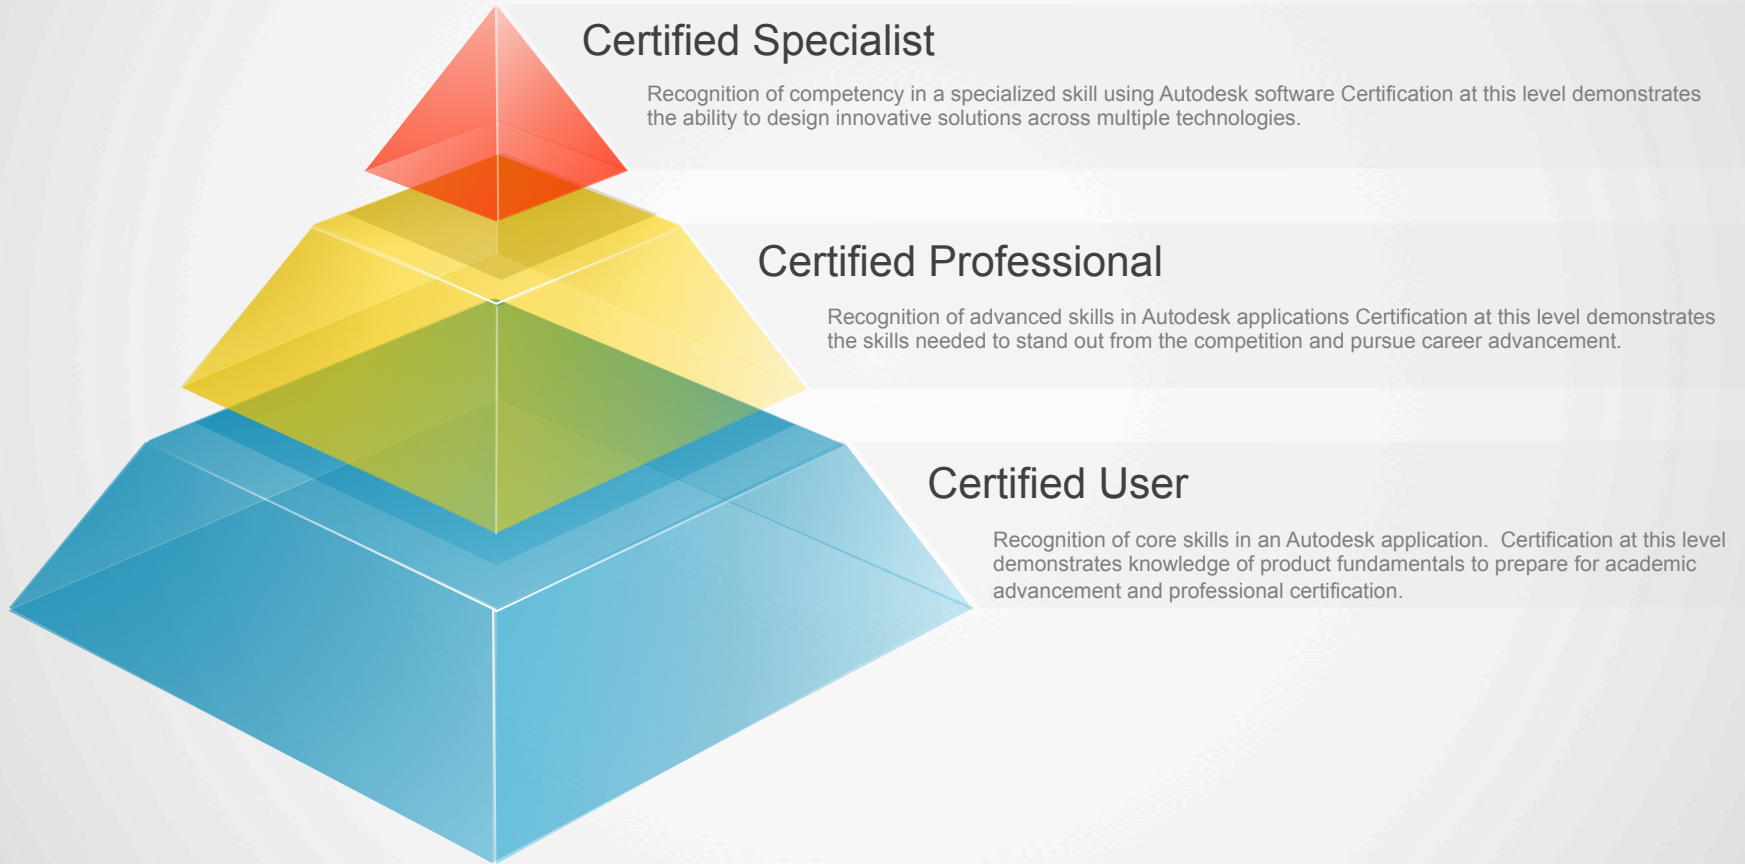 Certified Specialist
Recognition of competency in a specialized skill using Autodesk software Certification at this level demonstrates
the ability to design innovative solutions across multiple technologies.
Certified Professional
Recognition of advanced skills in Autodesk applications Certification at this level demonstrates
the skills needed to stand out from the competition and pursue career advancement.
Certified User
Recognition of core skills in an Autodesk application.  Certification at this level
demonstrates knowledge of product fundamentals to prepare for academic
advancement and professional certification.